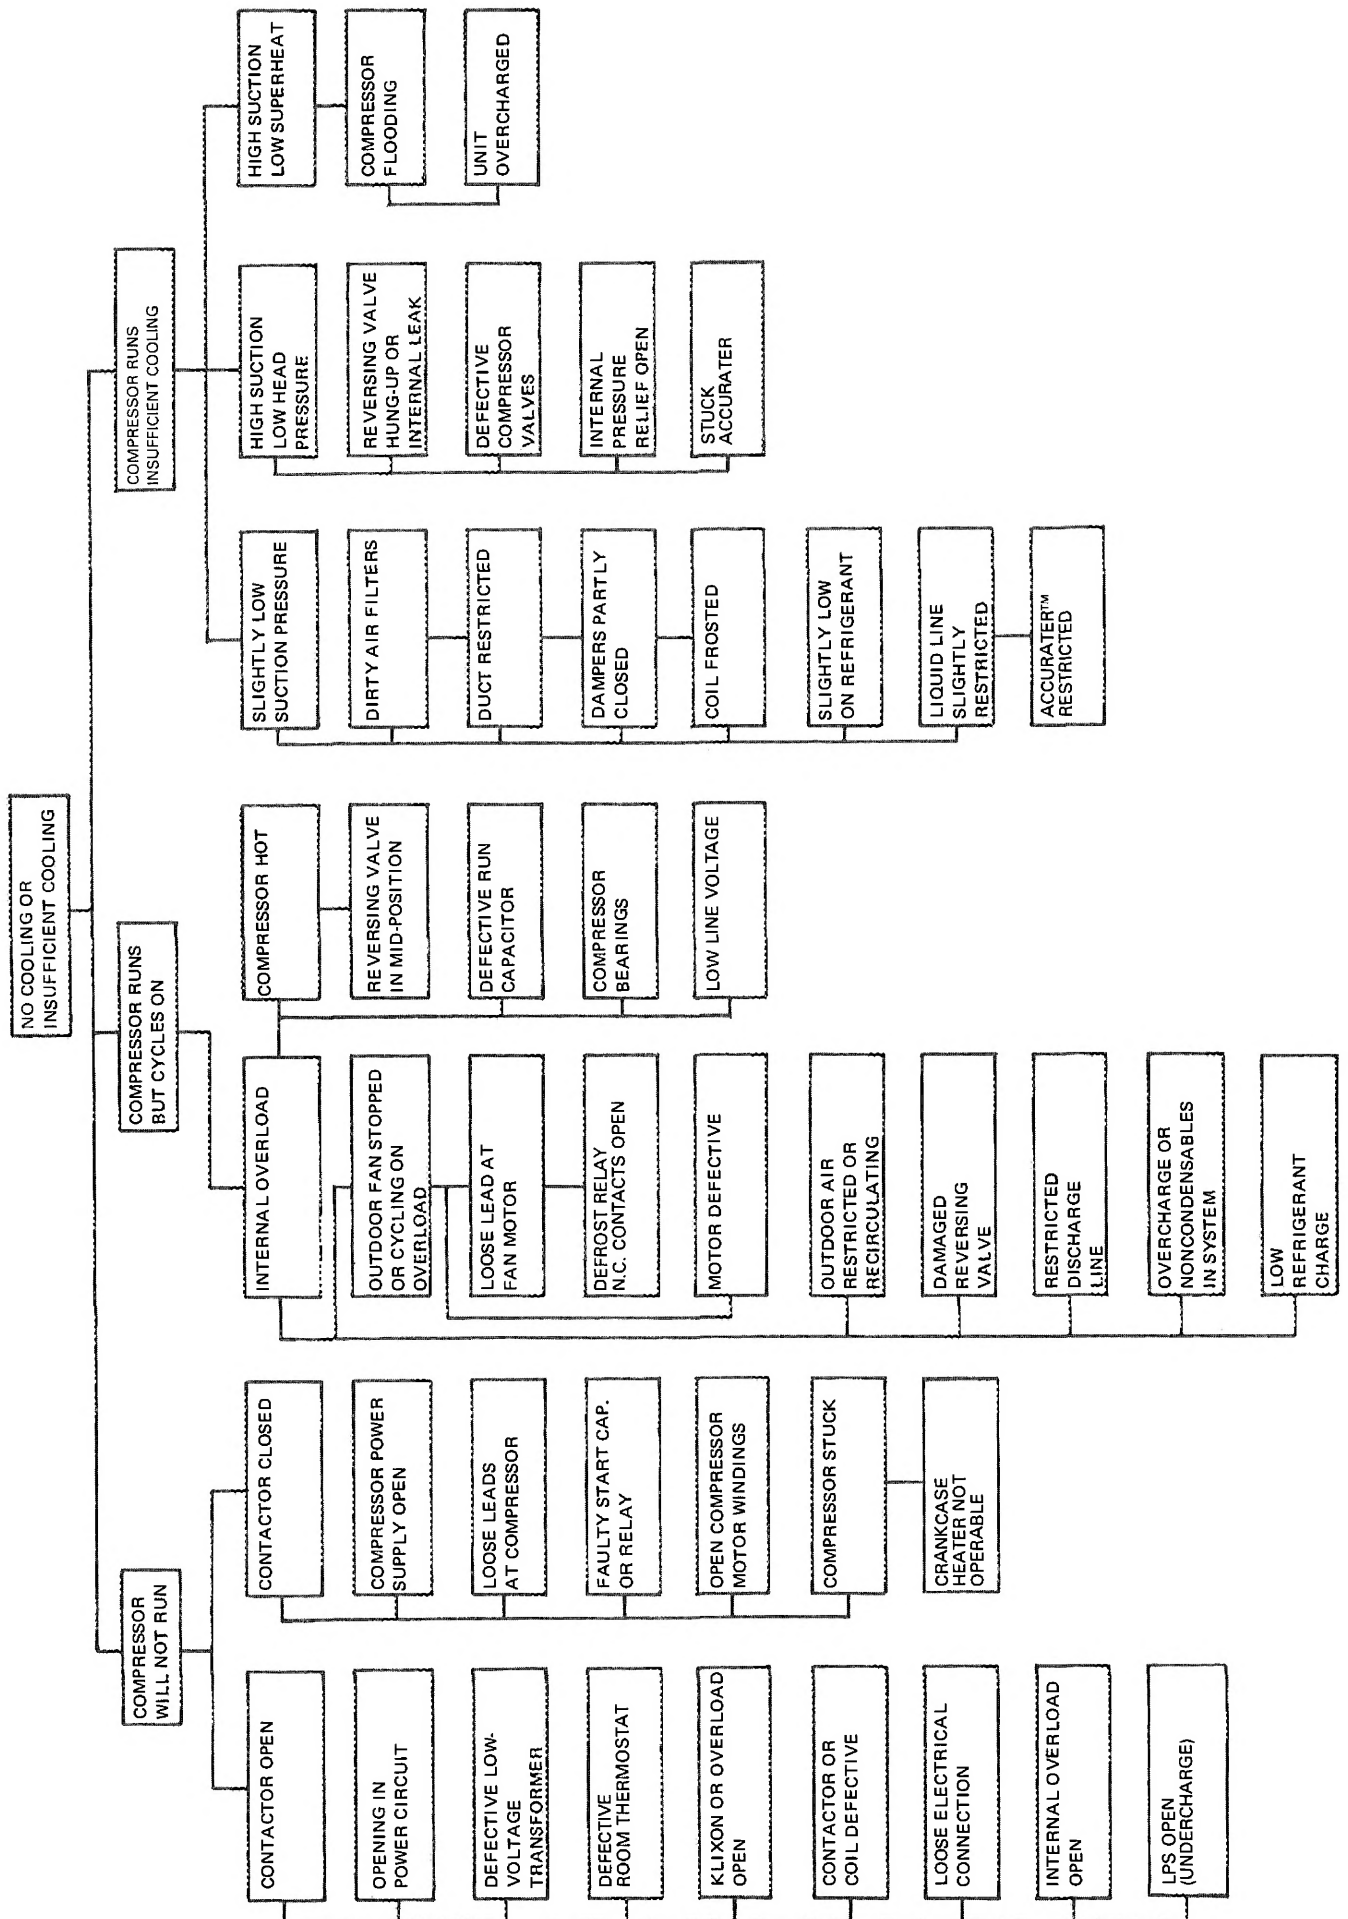 NO COOLING OR
INSUFFICIENT COOLING
COMPRESSOR
WILL NOT RUN
COMPRESSOR RUNS
BUT CYCLES ON
COMPRESSOR RUNS
INSUFFICIENT COOLING
CONTACTOR OPEN
OPENING IN
POWER CIRCUIT
DEFECTIVE LOW-
VOLTAGE
TRANSFORMER
DEFECTIVE
ROOM THERMOSTAT
KLIXON OR OVERLOAD
OPEN
CONTACTOR OR
COIL DEFECTIVE
LOOSE ELECTRICAL
CONNECTION
INTERNAL OVERLOAD
OPEN
LPS OPEN
(UNDERCHARGE)
CONTACTOR CLOSED
COMPRESSOR POWER
SUPPLY OPEN
LOOSE LEADS
AT COMPRESSOR
FAULTY START CAP.
OR RELAY
OPEN COMPRESSOR
MOTOR WINDINGS
COMPRESSOR STUCK
CRANKCASE
HEATER NOT
OPERABLE
INTERNAL OVERLOAD
OUTDOOR FAN STOPPED
OR CYCLING ON
OVERLOAD
LOOSE LEAD AT
FAN MOTOR
DEFROST RELAY
N.C. CONTACTS OPEN
MOTOR DEFECTIVE
OUTDOOR AIR
RESTRICTED OR
RECIRCULATING
DAMAGED
REVERSING
VALVE
RESTRICTED
DISCHARGE
LINE
OVERCHARGE OR
NONCONDENSABLES
IN SYSTEM
LOW
REFRIGERANT
CHARGE
COMPRESSOR HOT
REVERSING VALVE
IN MID-POSITION
DEFECTIVE RUN
CAPACITOR
COMPRESSOR
BEARINGS
LOW LINE VOLTAGE
SLIGHTLY LOW
SUCTION PRESSURE
DIRTY AIR FILTERS
DUCT RESTRICTED
DAMPERS PARTLY
CLOSED
COIL FROSTED
SLIGHTLY LOW
ON REFRIGERANT
LIQUID LINE
SLIGHTLY
RESTRICTED
ACCURATER™
RESTRICTED
HIGH SUCTION
LOW HEAD
PRESSURE
REVERSING VALVE
HUNG-UP OR
INTERNAL LEAK
DEFECTIVE
COMPRESSOR
VALVES
INTERNAL
PRESSURE
RELIEF OPEN
STUCK
ACCURATER
HIGH SUCTION
LOW SUPERHEAT
COMPRESSOR
FLOODING
UNIT
OVERCHARGED